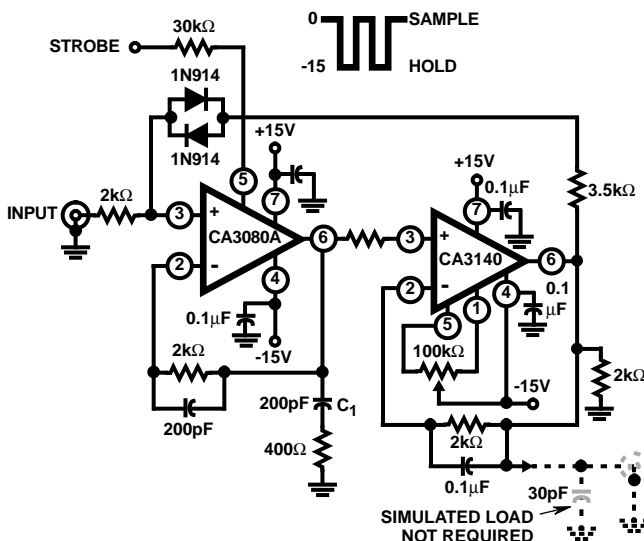 0
SAMPLE
-15
HOLD
STROBE
30kΩ
1N914
1N914
+15V
5
7
INPUT
2kΩ
3
+
CA3080A
2
-
6
4
0.1µF
-15V
2kΩ
200pF
200pF
C1
400Ω
+15V
0.1µF
7
3
+
CA3140
2
-
6
5
1
4
0.1
µF
3.5kΩ
100kΩ
-15V
2kΩ
2kΩ
0.1µF
30pF
SIMULATED LOAD
NOT REQUIRED